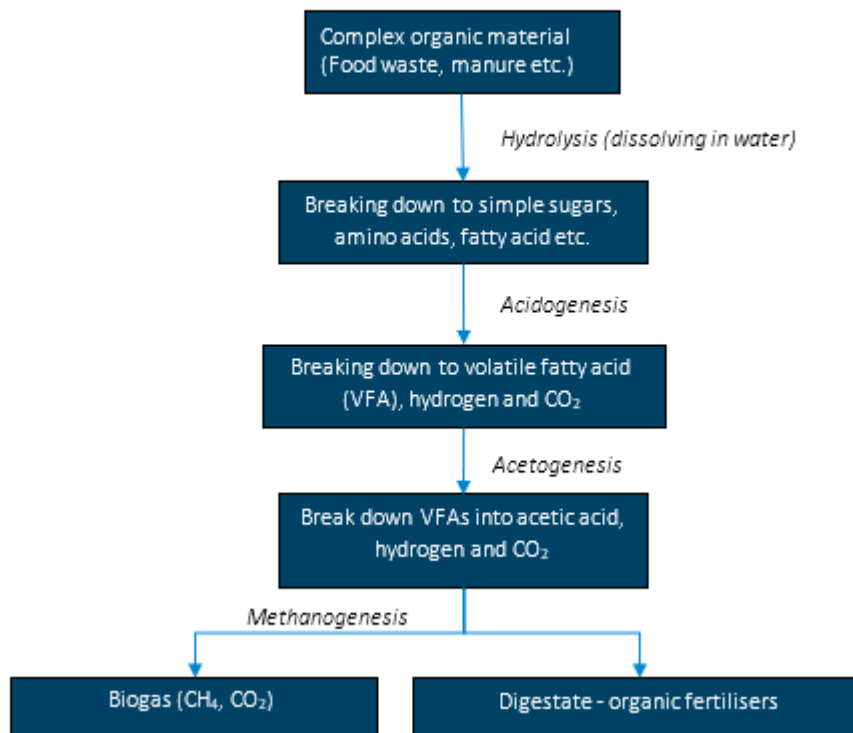 Complex organic material
(Food waste, manure etc.)
Hydrolysis (dissolving in water)
Breaking down to simple sugars,
amino acids, fatty acid etc.
Acidogenesis
Breaking down to volatile fatty acid
(VFA), hydrogen and CO₂
Acetogenesis
Break down VFAs into acetic acid,
hydrogen and CO₂
Methanogenesis
Biogas (CH₄, CO₂)
Digestate - organic fertilisers